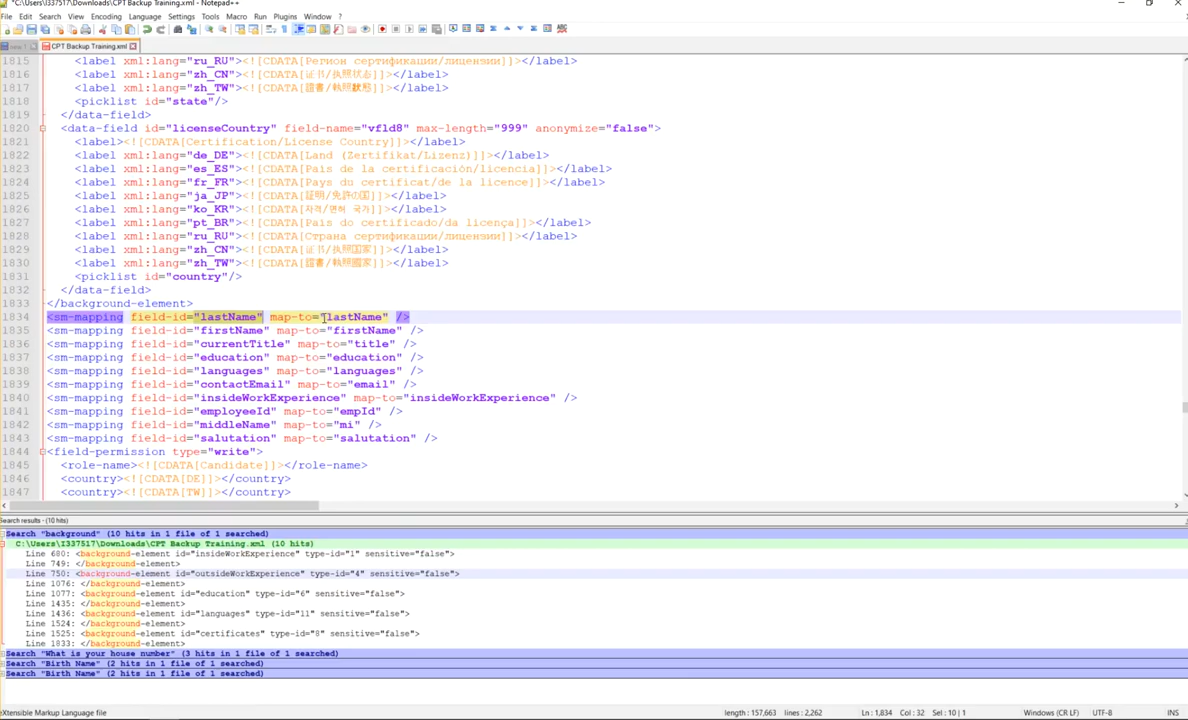 *C:\Users\I337517\Downloads\CPT Backup Training.xml - Notepad++
File Edit Search View Encoding Language Settings Tools Macro Run Plugins Window ?
new 1 CPT Backup Training.xml
1815 <label xml:lang="ru_RU"><![CDATA[Регион сертификации/лицензии]]></label>
1816 <label xml:lang="zh_CN"><![CDATA[证书/执照状态]]></label>
1817 <label xml:lang="zh_TW"><![CDATA[證書/執照狀態]]></label>
1818 <picklist id="state"/>
1819 </data-field>
1820 <data-field id="licenseCountry" field-name="vfld8" max-length="999" anonymize="false">
1821 <label><![CDATA[Certification/License Country]]></label>
1822 <label xml:lang="de_DE"><![CDATA[Land (Zertifikat/Lizenz)]]></label>
1823 <label xml:lang="es_ES"><![CDATA[País de la certificación/licencia]]></label>
1824 <label xml:lang="fr_FR"><![CDATA[Pays du certificat/de la licence]]></label>
1825 <label xml:lang="ja_JP"><![CDATA[証明/免許の国]]></label>
1826 <label xml:lang="ko_KR"><![CDATA[자격/면허 국가]]></label>
1827 <label xml:lang="pt_BR"><![CDATA[País do certificado/da licença]]></label>
1828 <label xml:lang="ru_RU"><![CDATA[Страна сертификации/лицензии]]></label>
1829 <label xml:lang="zh_CN"><![CDATA[证书/执照国家]]></label>
1830 <label xml:lang="zh_TW"><![CDATA[證書/執照國家]]></label>
1831 <picklist id="country"/>
1832 </data-field>
1833 </background-element>
1834 <sm-mapping field-id="lastName" map-to="lastName" />
1835 <sm-mapping field-id="firstName" map-to="firstName" />
1836 <sm-mapping field-id="currentTitle" map-to="title" />
1837 <sm-mapping field-id="education" map-to="education" />
1838 <sm-mapping field-id="languages" map-to="languages" />
1839 <sm-mapping field-id="contactEmail" map-to="email" />
1840 <sm-mapping field-id="insideWorkExperience" map-to="insideWorkExperience" />
1841 <sm-mapping field-id="employeeId" map-to="empId" />
1842 <sm-mapping field-id="middleName" map-to="mi" />
1843 <sm-mapping field-id="salutation" map-to="salutation" />
1844 <field-permission type="write">
1845 <role-name><![CDATA[Candidate]]></role-name>
1846 <country><![CDATA[DE]]></country>
1847 <country><![CDATA[TW]]></country>
Search results - (10 hits)
Search "background" (10 hits in 1 file of 1 searched)
C:\Users\I337517\Downloads\CPT Backup Training.xml (10 hits)
Line 680: <background-element id="insideWorkExperience" type-id="1" sensitive="false">
Line 749: </background-element>
Line 750: <background-element id="outsideWorkExperience" type-id="4" sensitive="false">
Line 1076: </background-element>
Line 1077: <background-element id="education" type-id="6" sensitive="false">
Line 1435: </background-element>
Line 1436: <background-element id="languages" type-id="11" sensitive="false">
Line 1524: </background-element>
Line 1525: <background-element id="certificates" type-id="8" sensitive="false">
Line 1833: </background-element>
Search "What is your house number" (3 hits in 1 file of 1 searched)
Search "Birth Name" (2 hits in 1 file of 1 searched)
Search "Birth Name" (2 hits in 1 file of 1 searched)
eXtensible Markup Language file length : 157,663 lines : 2,262 Ln : 1,834 Col : 32 Sel : 10 | 1 Windows (CR LF) UTF-8 INS